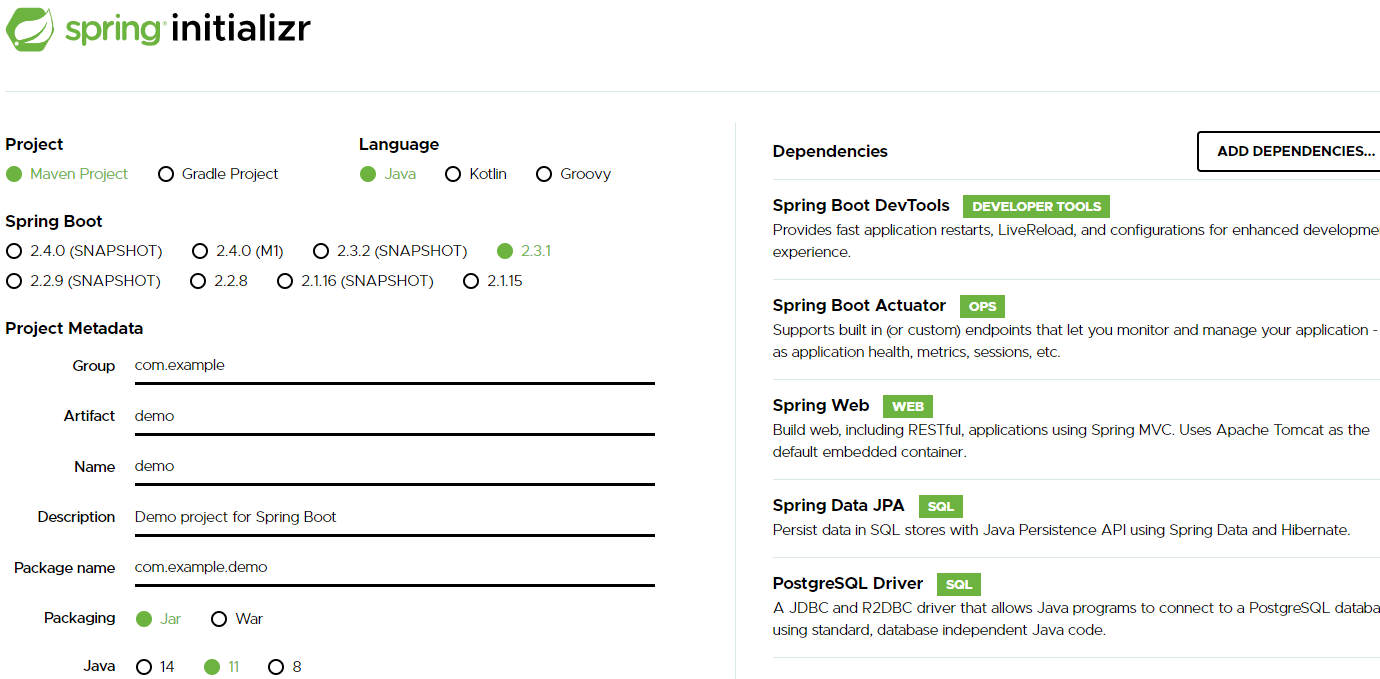 spring initializr
Project
Maven Project Gradle Project
Language
Java Kotlin Groovy
Spring Boot
2.4.0 (SNAPSHOT) 2.4.0 (M1) 2.3.2 (SNAPSHOT) 2.3.1
2.2.9 (SNAPSHOT) 2.2.8 2.1.16 (SNAPSHOT) 2.1.15
Project Metadata
Group com.example
Artifact demo
Name demo
Description Demo project for Spring Boot
Package name com.example.demo
Packaging Jar War
Java 14 11 8
Dependencies
ADD DEPENDENCIES...
Spring Boot DevTools DEVELOPER TOOLS
Provides fast application restarts, LiveReload, and configurations for enhanced developme
experience.
Spring Boot Actuator OPS
Supports built in (or custom) endpoints that let you monitor and manage your application -
as application health, metrics, sessions, etc.
Spring Web WEB
Build web, including RESTful, applications using Spring MVC. Uses Apache Tomcat as the
default embedded container.
Spring Data JPA SQL
Persist data in SQL stores with Java Persistence API using Spring Data and Hibernate.
PostgreSQL Driver SQL
A JDBC and R2DBC driver that allows Java programs to connect to a PostgreSQL databa
using standard, database independent Java code.